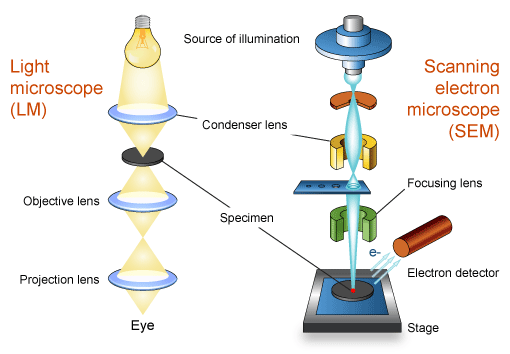 Source of illumination
Light
microscope
(LM)
Scanning
electron
microscope
(SEM)
Condenser lens
Objective lens
Focusing lens
Specimen
e-
Projection lens
Electron detector
Eye
Stage